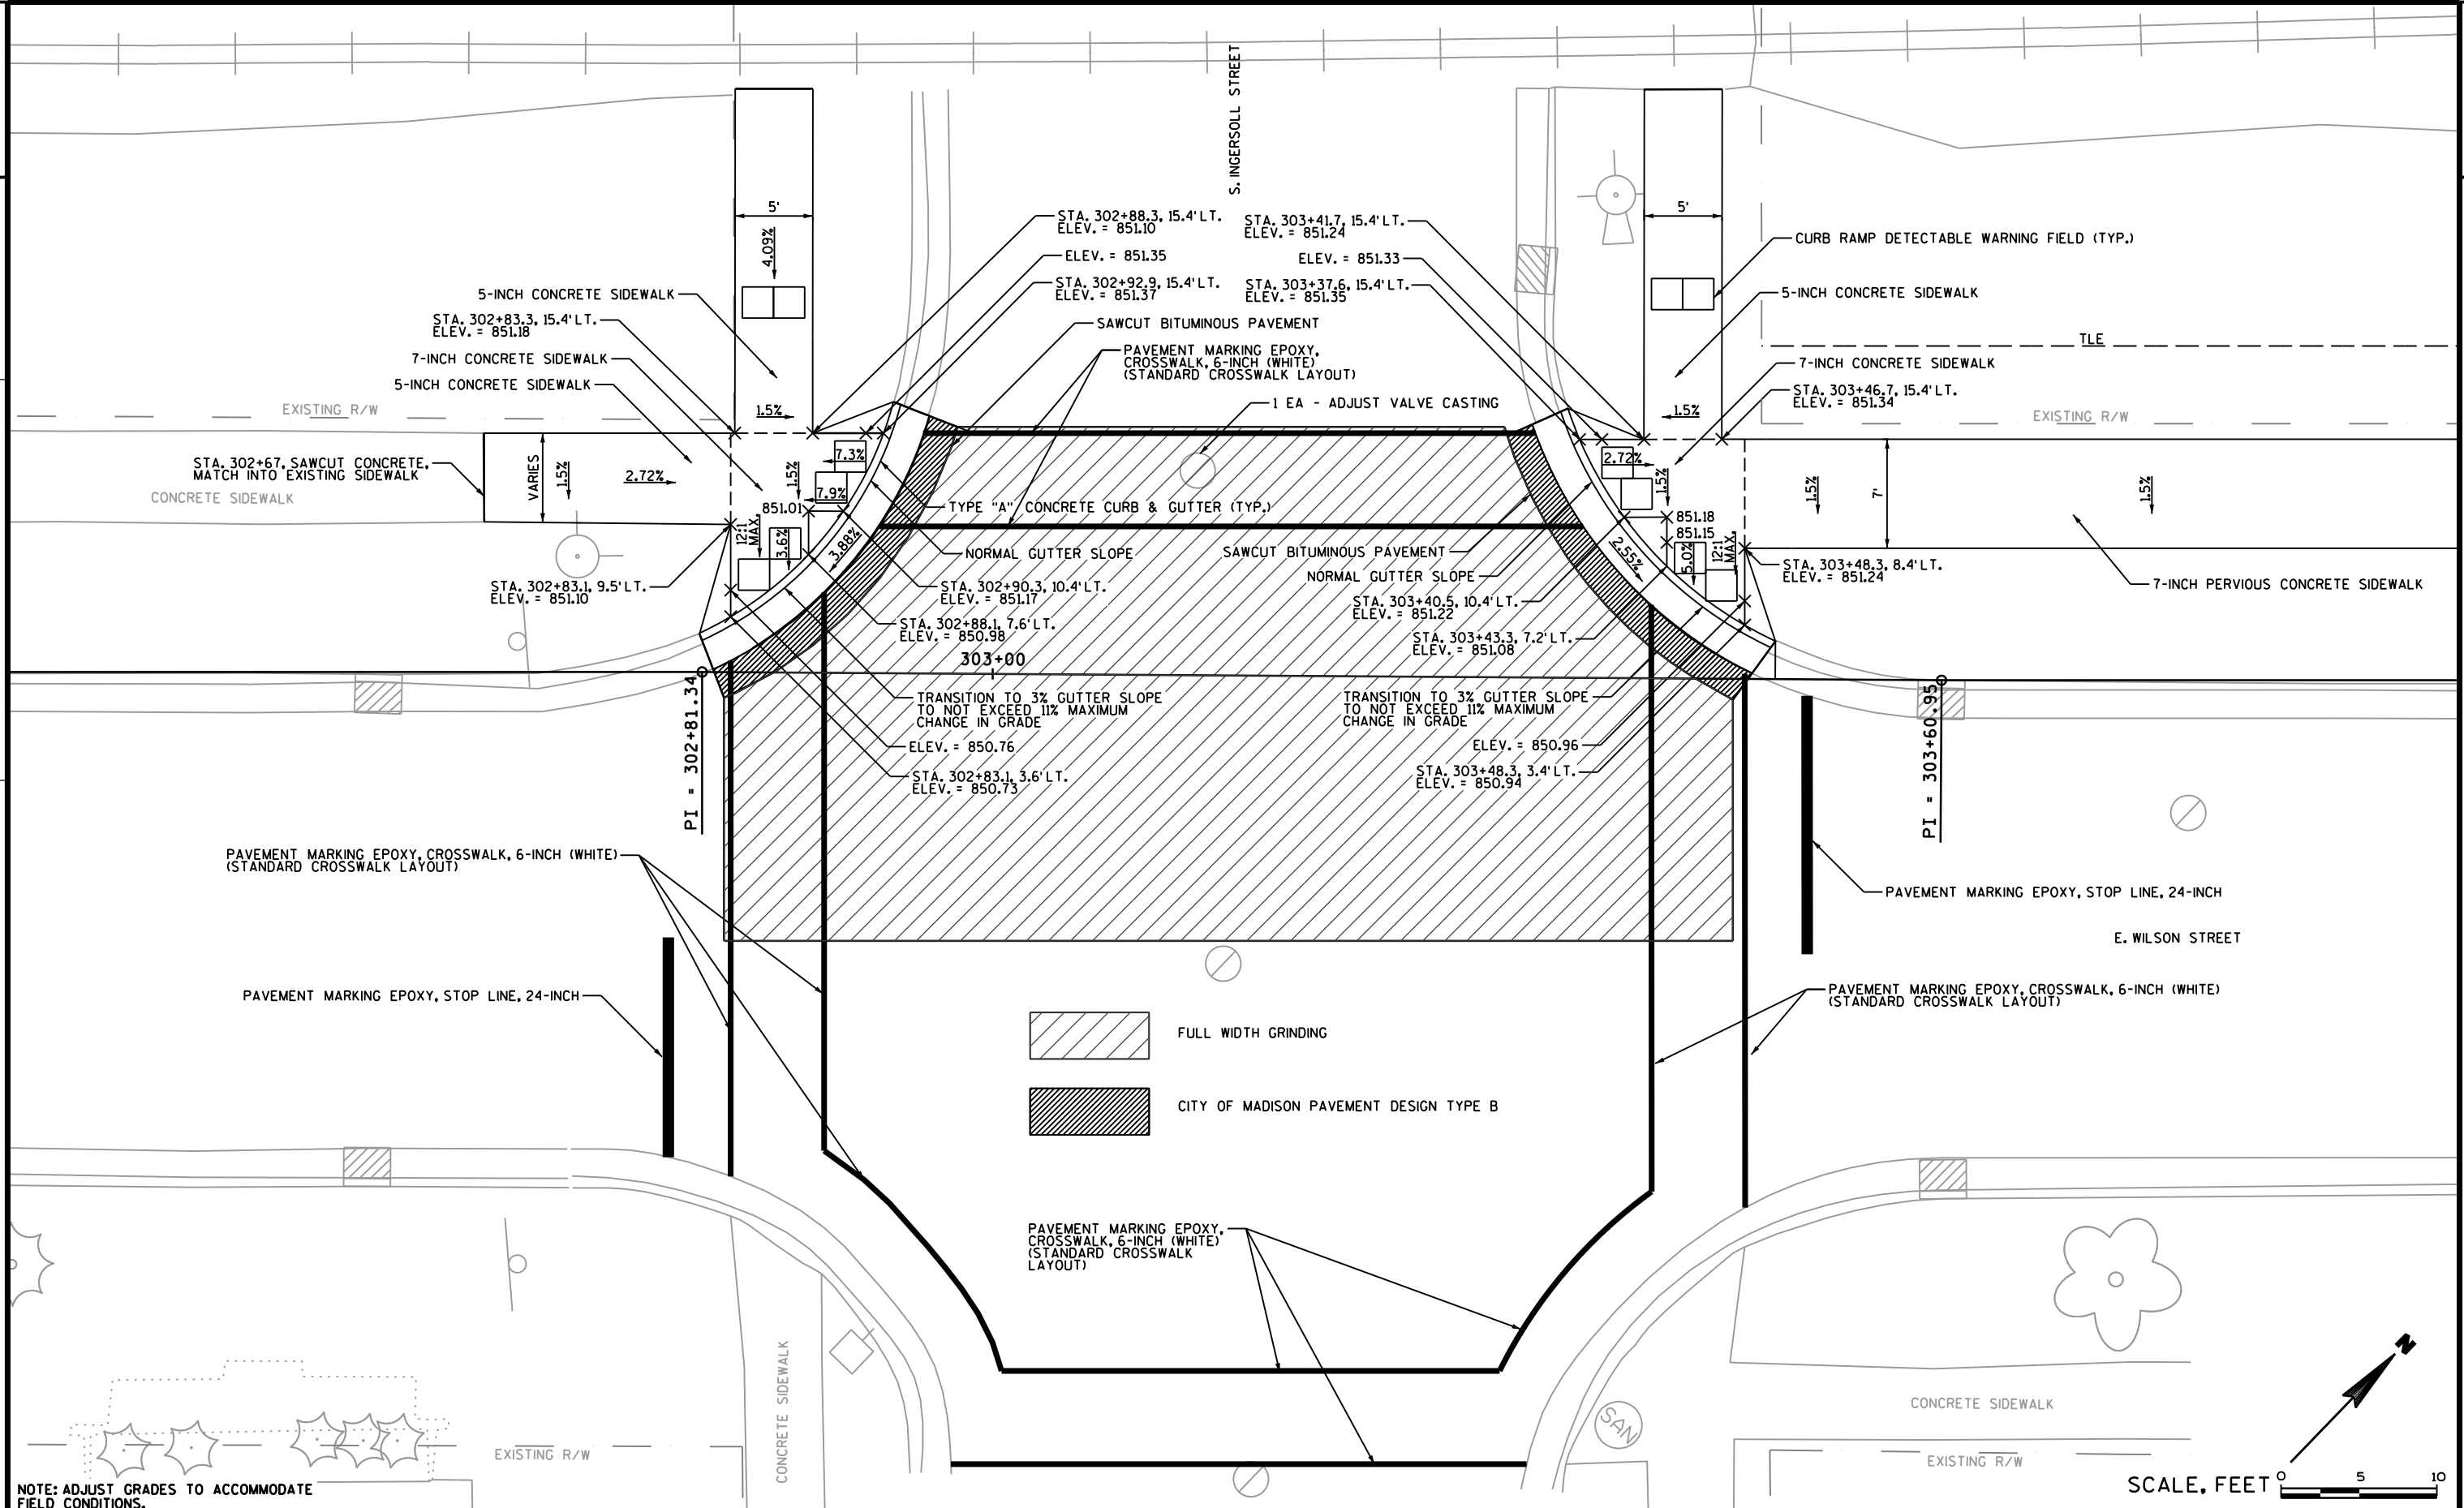 S. INGERSOLL STREET
5'
4.09%
STA. 302+88.3, 15.4' LT.
ELEV. = 851.10
ELEV. = 851.35
STA. 302+92.9, 15.4' LT.
ELEV. = 851.37
SAWCUT BITUMINOUS PAVEMENT
PAVEMENT MARKING EPOXY,
CROSSWALK, 6-INCH (WHITE)
(STANDARD CROSSWALK LAYOUT)
1 EA - ADJUST VALVE CASTING
STA. 303+41.7, 15.4' LT.
ELEV. = 851.24
ELEV. = 851.33
STA. 303+37.6, 15.4' LT.
ELEV. = 851.35
5'
CURB RAMP DETECTABLE WARNING FIELD (TYP.)
5-INCH CONCRETE SIDEWALK
TLE
7-INCH CONCRETE SIDEWALK
STA. 303+46.7, 15.4' LT.
ELEV. = 851.34
EXISTING R/W
5-INCH CONCRETE SIDEWALK
STA. 302+83.3, 15.4' LT.
ELEV. = 851.18
7-INCH CONCRETE SIDEWALK
5-INCH CONCRETE SIDEWALK
EXISTING R/W
1.5%
1.5%
STA. 302+67, SAWCUT CONCRETE,
MATCH INTO EXISTING SIDEWALK
CONCRETE SIDEWALK
VARIES
1.5%
2.72%
1.5%
7.3%
7.9%
851.01
12:1
MAX.
3.6%
3.88%
STA. 302+83.1, 9.5' LT.
ELEV. = 851.10
TYPE "A" CONCRETE CURB & GUTTER (TYP.)
NORMAL GUTTER SLOPE
STA. 302+90.3, 10.4' LT.
ELEV. = 851.17
STA. 302+88.1, 7.6' LT.
ELEV. = 850.98
303+00
TRANSITION TO 3% GUTTER SLOPE
TO NOT EXCEED 11% MAXIMUM
CHANGE IN GRADE
ELEV. = 850.76
STA. 302+83.1, 3.6' LT.
ELEV. = 850.73
SAWCUT BITUMINOUS PAVEMENT
NORMAL GUTTER SLOPE
STA. 303+40.5, 10.4' LT.
ELEV. = 851.22
STA. 303+43.3, 7.2' LT.
ELEV. = 851.08
TRANSITION TO 3% GUTTER SLOPE
TO NOT EXCEED 11% MAXIMUM
CHANGE IN GRADE
ELEV. = 850.96
STA. 303+48.3, 3.4' LT.
ELEV. = 850.94
2.72%
1.5%
851.18
851.15
5.0%
12:1
MAX.
2.55%
1.5%
7'
1.5%
STA. 303+48.3, 8.4' LT.
ELEV. = 851.24
7-INCH PERVIOUS CONCRETE SIDEWALK
PI = 302+81.34
PI = 303+60.95
PAVEMENT MARKING EPOXY, CROSSWALK, 6-INCH (WHITE)
(STANDARD CROSSWALK LAYOUT)
PAVEMENT MARKING EPOXY, STOP LINE, 24-INCH
E. WILSON STREET
PAVEMENT MARKING EPOXY, STOP LINE, 24-INCH
PAVEMENT MARKING EPOXY, CROSSWALK, 6-INCH (WHITE)
(STANDARD CROSSWALK LAYOUT)
FULL WIDTH GRINDING
CITY OF MADISON PAVEMENT DESIGN TYPE B
PAVEMENT MARKING EPOXY,
CROSSWALK, 6-INCH (WHITE)
(STANDARD CROSSWALK
LAYOUT)
CONCRETE SIDEWALK
SAN
CONCRETE SIDEWALK
EXISTING R/W
EXISTING R/W
N
NOTE: ADJUST GRADES TO ACCOMMODATE
FIELD CONDITIONS.
SCALE, FEET 0 5 10